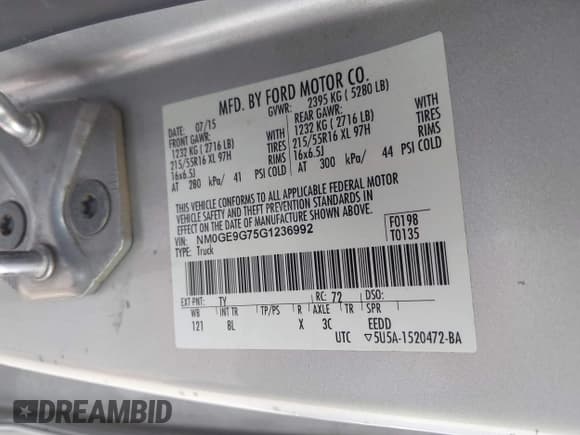 MFD. BY FORD MOTOR CO.
DATE: 07/15 GVWR: 2395 KG ( 5280 LB)
FRONT GAWR: REAR GAWR:
1232 KG ( 2716 LB) WITH 1232 KG ( 2716 LB) WITH
215/55R16 XL 97H TIRES 215/55R16 XL 97H TIRES
16x6.5J RIMS 16x6.5J RIMS
AT 280 kPa/ 41 PSI COLD AT 300 kPa/ 44 PSI COLD
THIS VEHICLE CONFORMS TO ALL APPLICABLE FEDERAL MOTOR
VEHICLE SAFETY AND THEFT PREVENTION STANDARDS IN EFFECT ON
THE DATE OF MANUFACTURE SHOWN ABOVE.
VIN: NM0GE9G75G1236992 F0198
TYPE: Truck T0135
EXT PNT: TY RC: 72 DSO:
WB INT TR TP/PS R AXLE TR SPR
121 BL X 3C EEDD
UTC ▽5U5A-1520472-BA
DREAMBID